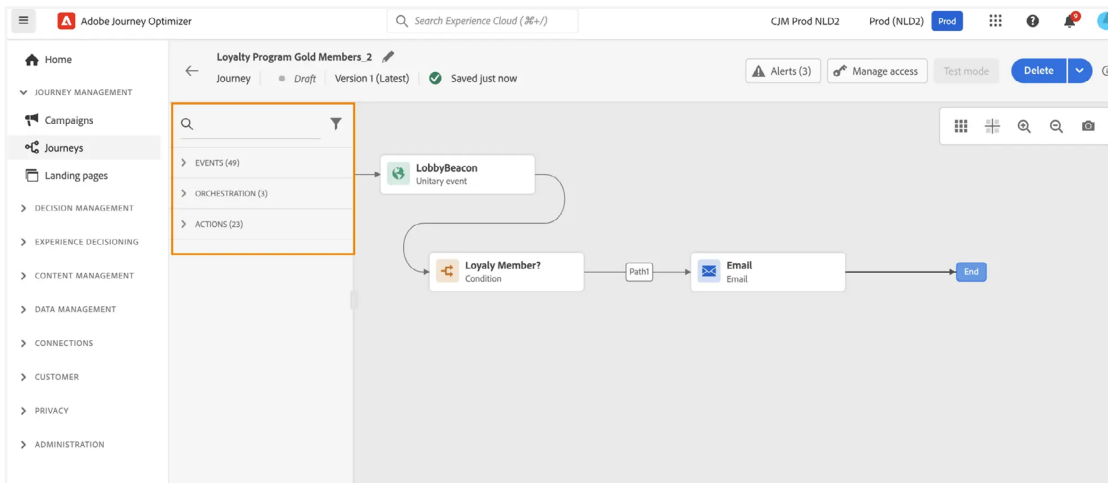 Adobe Journey Optimizer
Search Experience Cloud (⌘+/)
CJM Prod NLD2
Prod (NLD2)
Prod
9
Home
JOURNEY MANAGEMENT
Campaigns
Journeys
Landing pages
DECISION MANAGEMENT
EXPERIENCE DECISIONING
CONTENT MANAGEMENT
DATA MANAGEMENT
CONNECTIONS
CUSTOMER
PRIVACY
ADMINISTRATION
Loyalty Program Gold Members_2
Journey Draft Version 1 (Latest) Saved just now
Alerts (3)
Manage access
Test mode
Delete
EVENTS (49)
ORCHESTRATION (3)
ACTIONS (23)
LobbyBeacon
Unitary event
Loyaly Member?
Condition
Path1
Email
Email
End